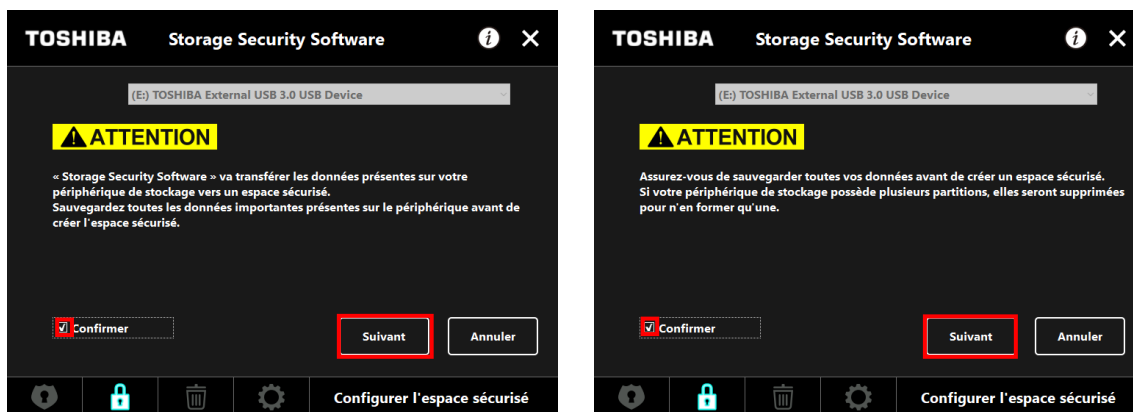 TOSHIBA Storage Security Software
(E:) TOSHIBA External USB 3.0 USB Device
ATTENTION
« Storage Security Software » va transférer les données présentes sur votre
périphérique de stockage vers un espace sécurisé.
Sauvegardez toutes les données importantes présentes sur le périphérique avant de
créer l'espace sécurisé.
Confirmer
Suivant
Annuler
Configurer l'espace sécurisé
TOSHIBA Storage Security Software
(E:) TOSHIBA External USB 3.0 USB Device
ATTENTION
Assurez-vous de sauvegarder toutes vos données avant de créer un espace sécurisé.
Si votre périphérique de stockage possède plusieurs partitions, elles seront supprimées
pour n'en former qu'une.
Confirmer
Suivant
Annuler
Configurer l'espace sécurisé